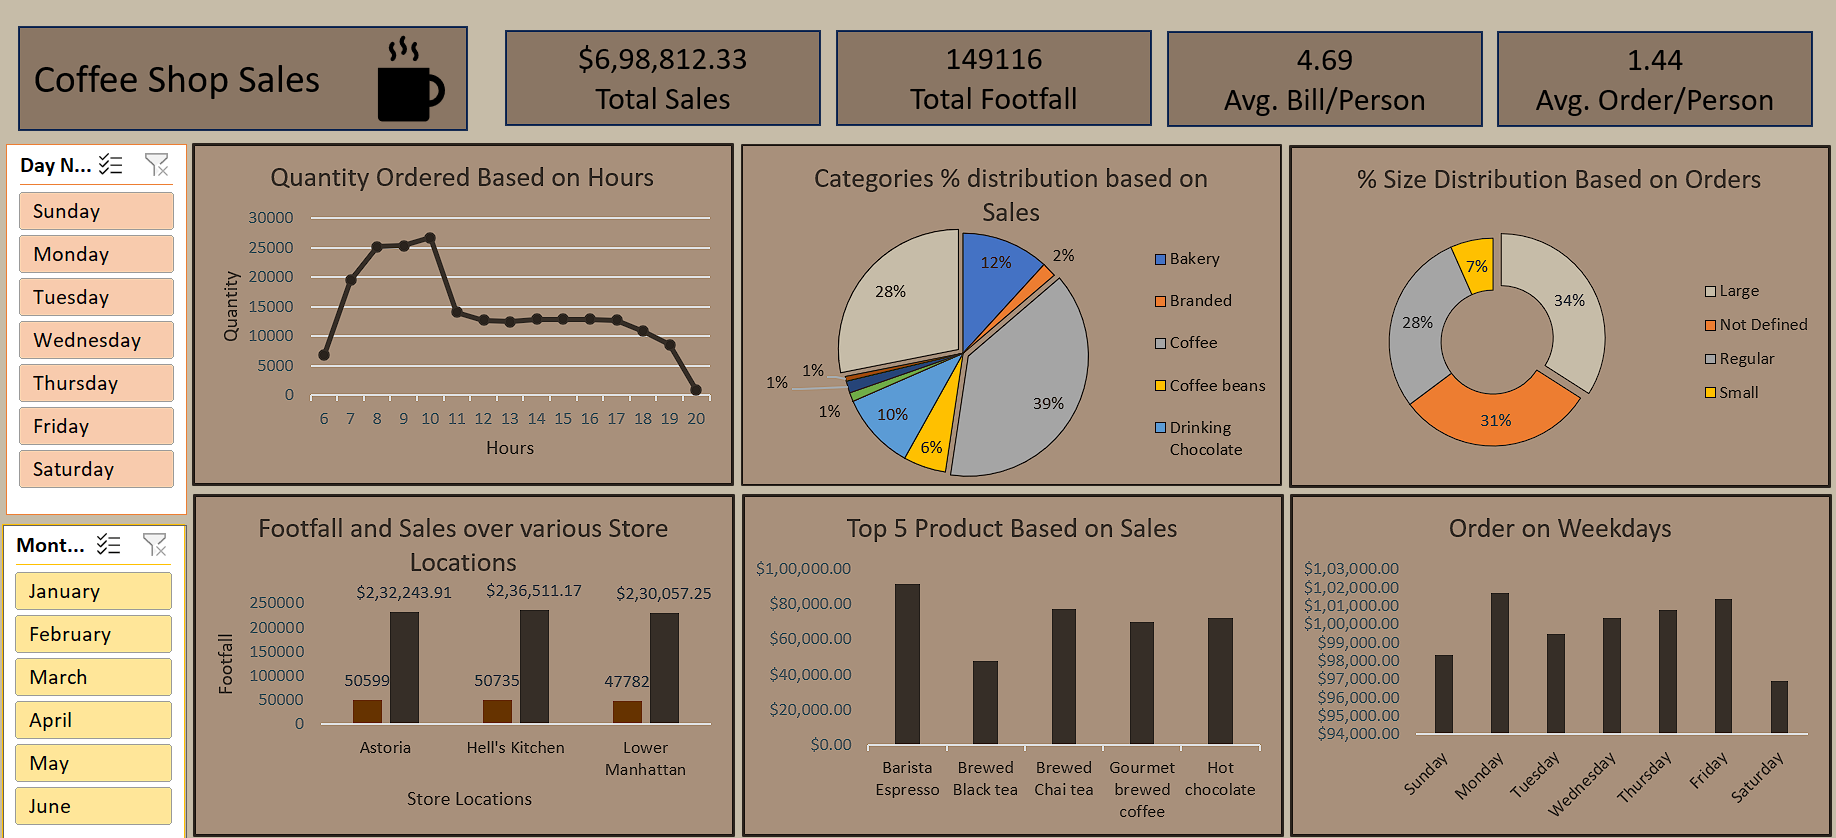 Coffee Shop Sales
$6,98,812.33
Total Sales
149116
Total Footfall
4.69
Avg. Bill/Person
1.44
Avg. Order/Person
Day N...
Sunday
Monday
Tuesday
Wednesday
Thursday
Friday
Saturday
Mont...
January
February
March
April
May
June
Quantity Ordered Based on Hours
Quantity
30000
25000
20000
15000
10000
5000
0
6 7 8 9 10 11 12 13 14 15 16 17 18 19 20
Hours
Categories % distribution based on
Sales
12%
2%
39%
6%
10%
1%
1%
1%
28%
Bakery
Branded
Coffee
Coffee beans
Drinking
Chocolate
% Size Distribution Based on Orders
34%
31%
28%
7%
Large
Not Defined
Regular
Small
Footfall and Sales over various Store
Locations
Footfall
250000
200000
150000
100000
50000
0
$2,32,243.91
$2,36,511.17
$2,30,057.25
50599
50735
47782
Astoria
Hell's Kitchen
Lower
Manhattan
Store Locations
Top 5 Product Based on Sales
$1,00,000.00
$80,000.00
$60,000.00
$40,000.00
$20,000.00
$0.00
Barista
Espresso
Brewed
Black tea
Brewed
Chai tea
Gourmet
brewed
coffee
Hot
chocolate
Order on Weekdays
$1,03,000.00
$1,02,000.00
$1,01,000.00
$1,00,000.00
$99,000.00
$98,000.00
$97,000.00
$96,000.00
$95,000.00
$94,000.00
Sunday
Monday
Tuesday
Wednesday
Thursday
Friday
Saturday